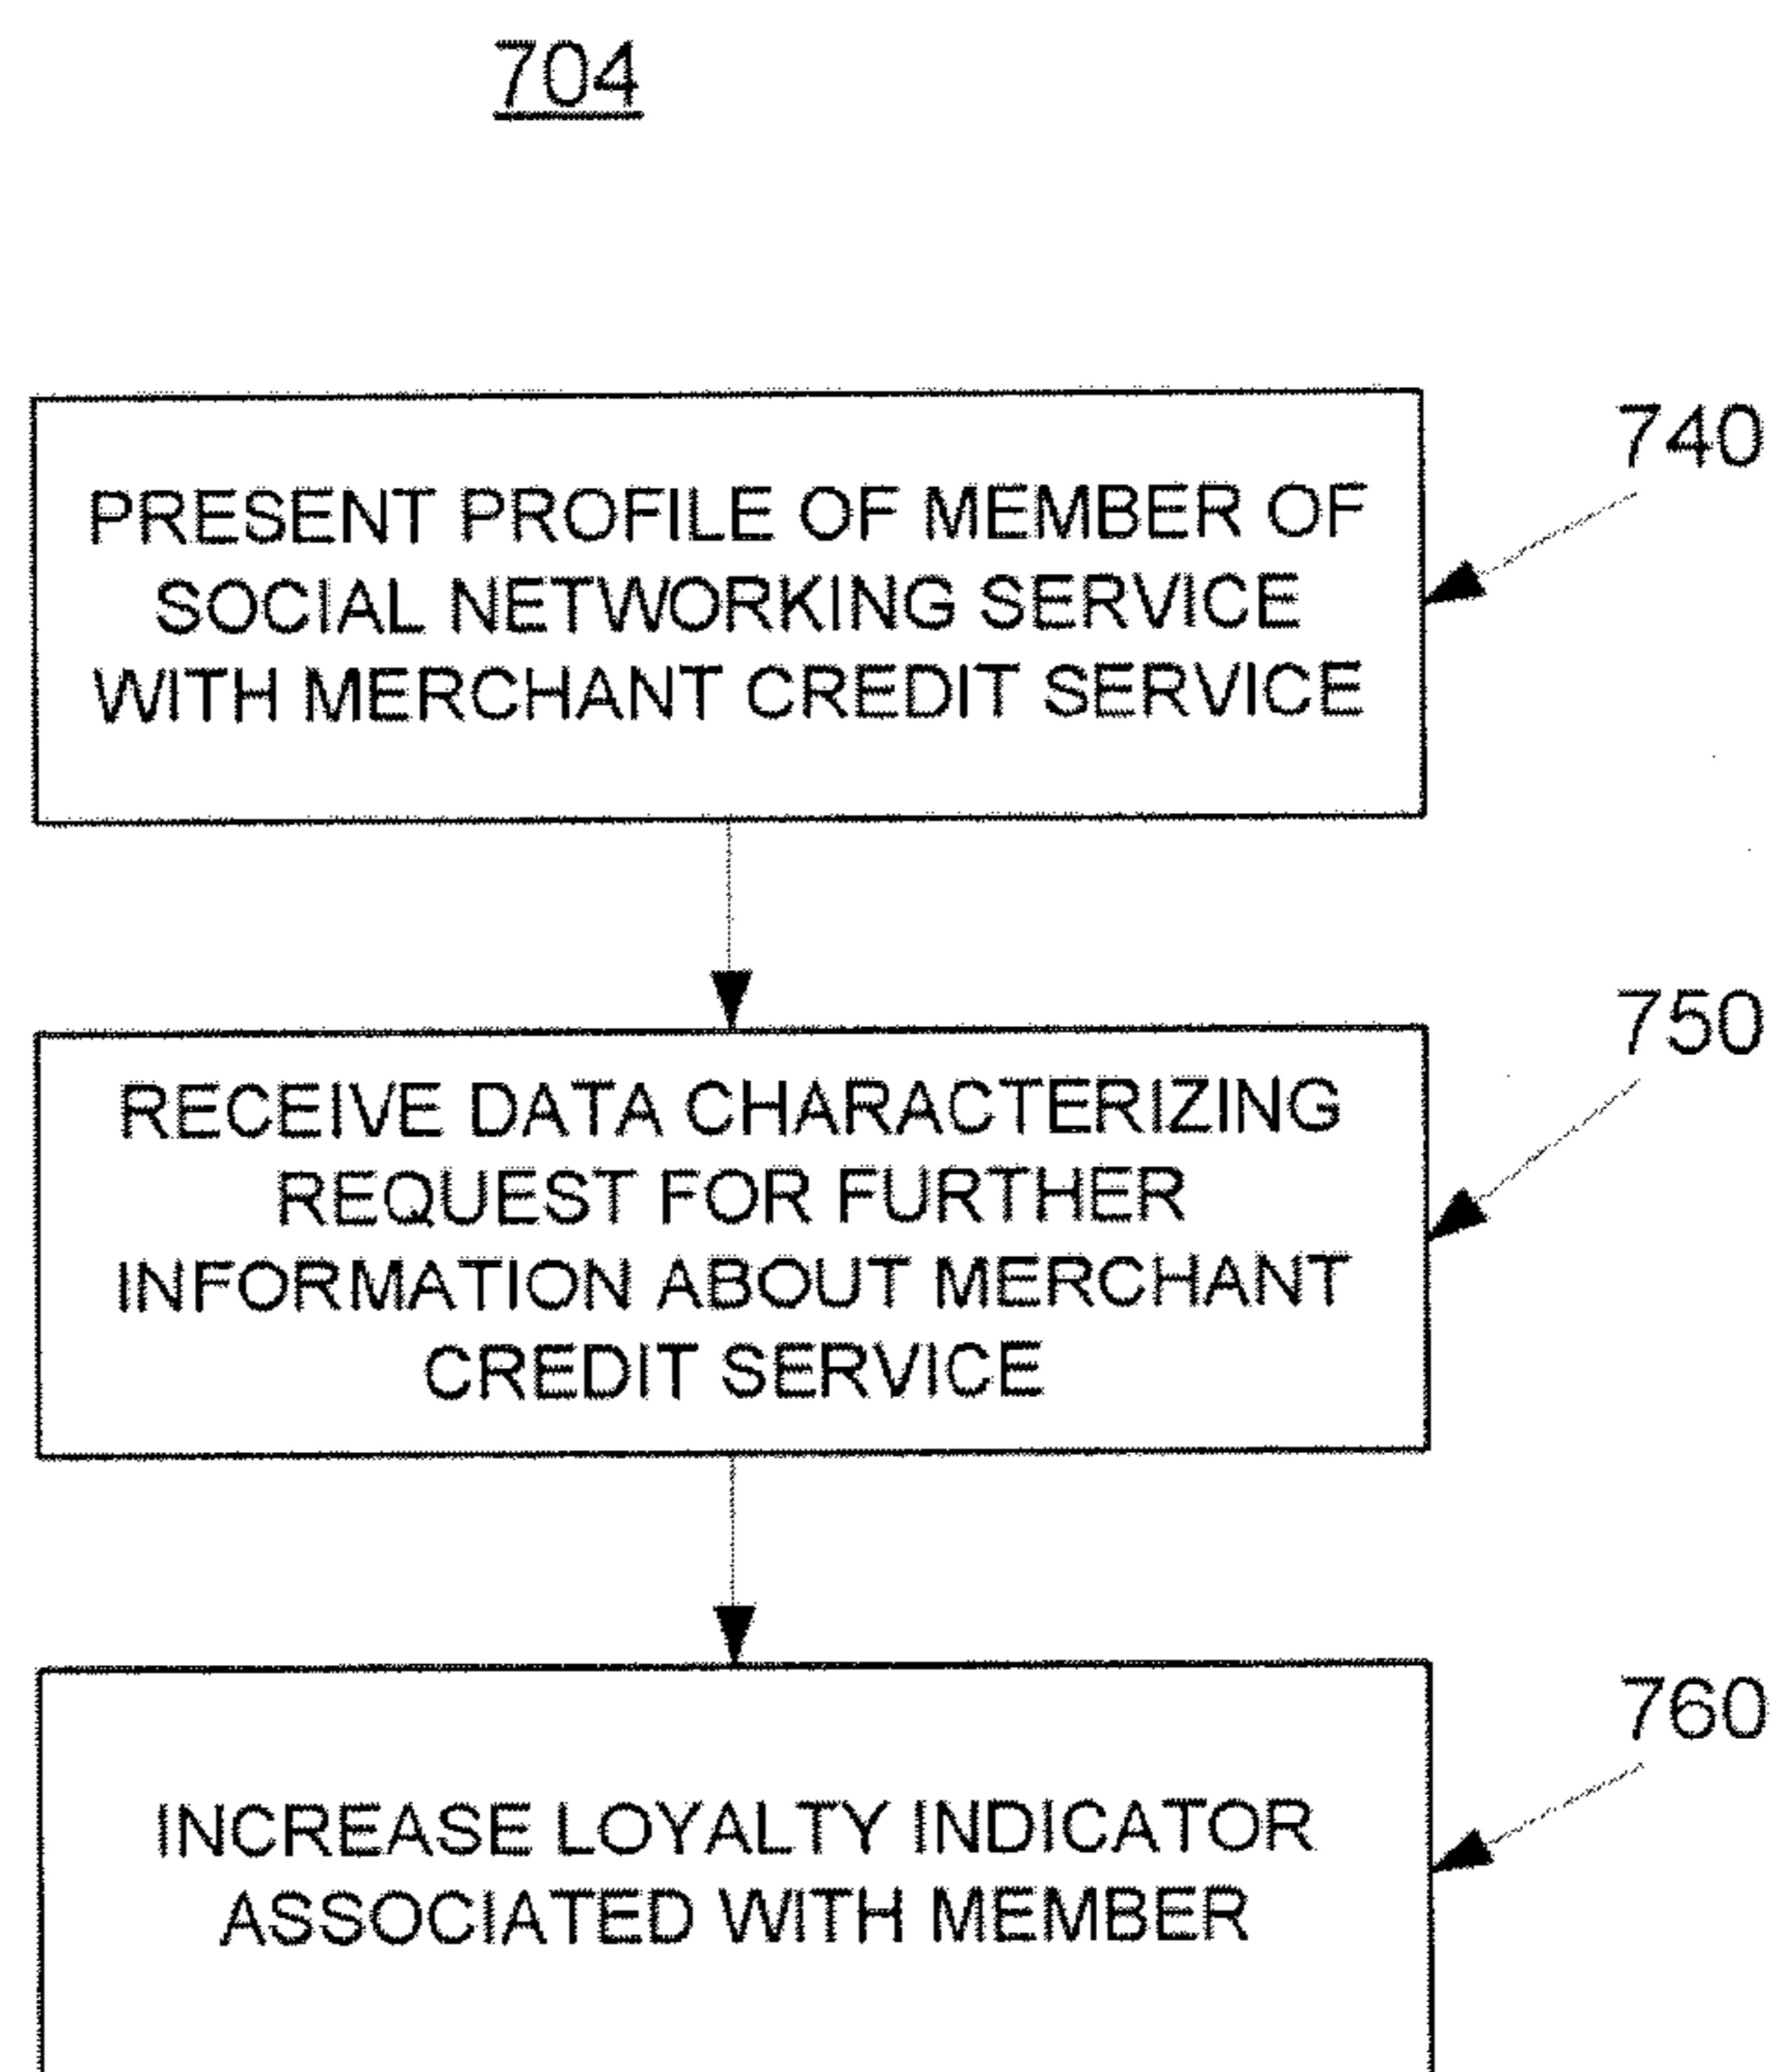 704
740
PRESENT PROFILE OF MEMBER OF
SOCIAL NETWORKING SERVICE
WITH MERCHANT CREDIT SERVICE
750
RECEIVE DATA CHARACTERIZING
REQUEST FOR FURTHER
INFORMATION ABOUT MERCHANT
CREDIT SERVICE
760
INCREASE LOYALTY INDICATOR
ASSOCIATED WITH MEMBER